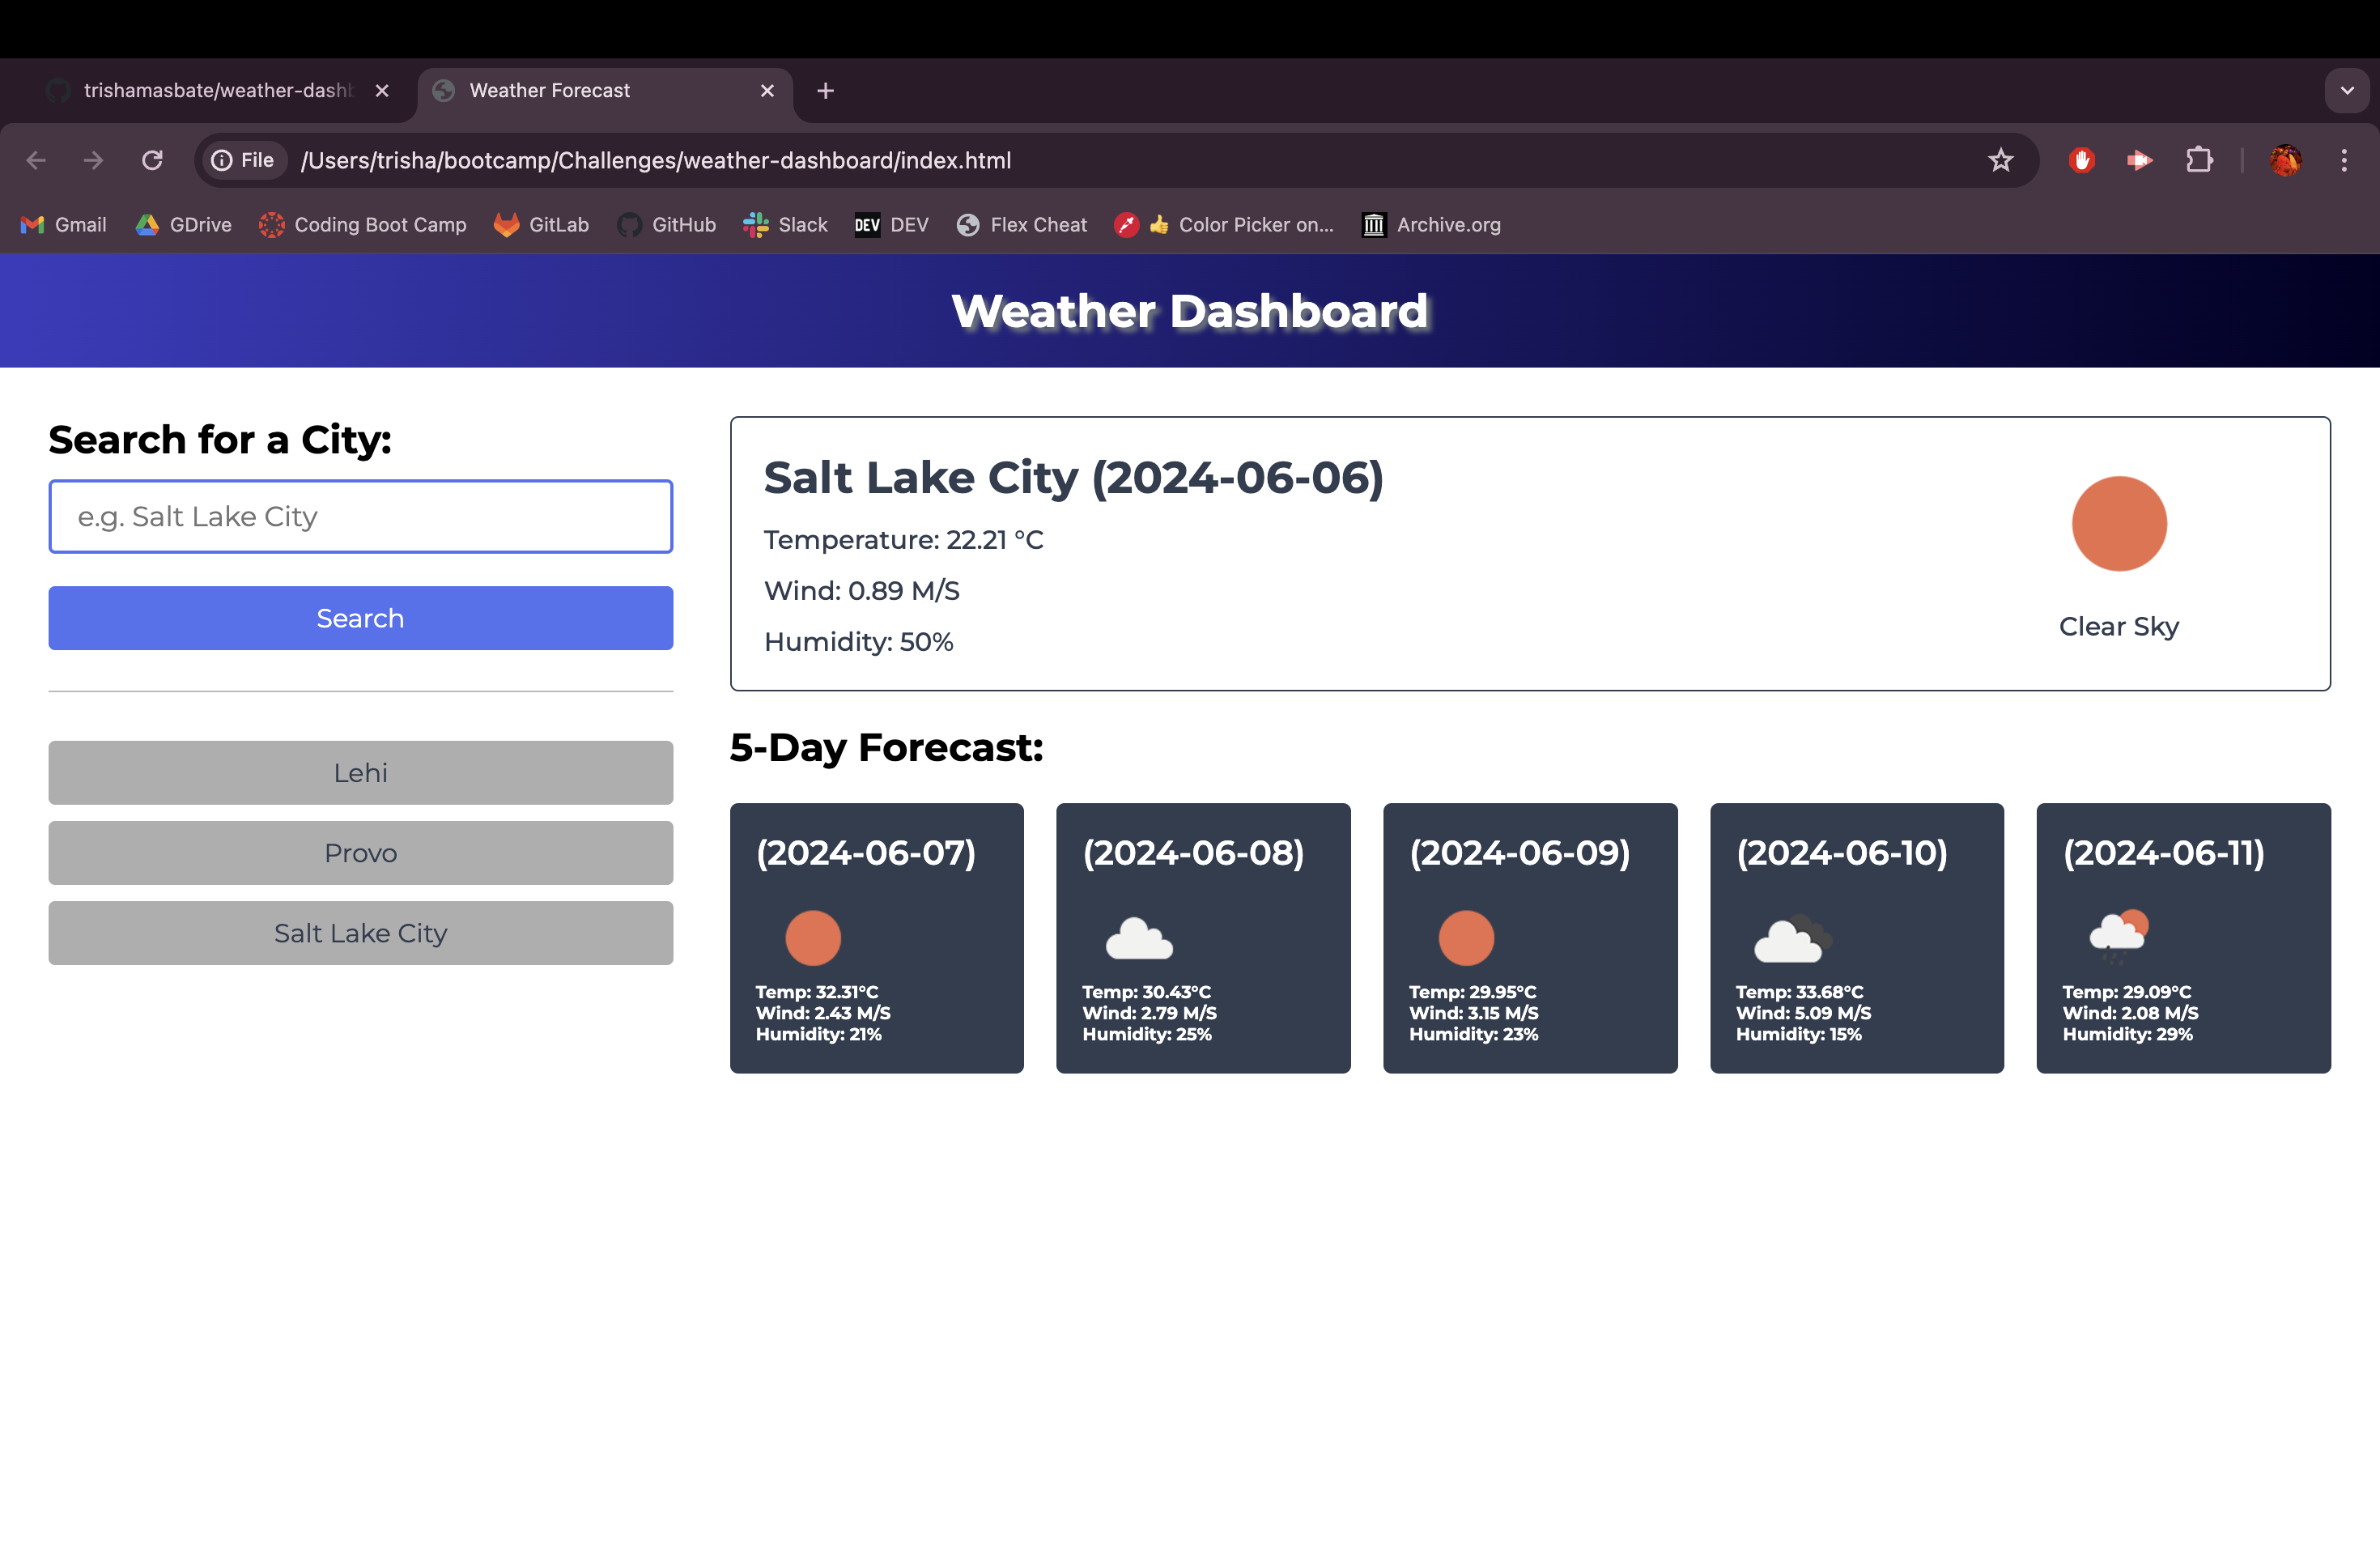 trishamasbate/weather-dashb
Weather Forecast
File /Users/trisha/bootcamp/Challenges/weather-dashboard/index.html
Gmail GDrive Coding Boot Camp GitLab GitHub Slack DEV DEV Flex Cheat 👍 Color Picker on... Archive.org
Weather Dashboard
Search for a City:
e.g. Salt Lake City
Search
Lehi
Provo
Salt Lake City
Salt Lake City (2024-06-06)
Temperature: 22.21 °C
Wind: 0.89 M/S
Humidity: 50%
Clear Sky
5-Day Forecast:
(2024-06-07)
Temp: 32.31°C
Wind: 2.43 M/S
Humidity: 21%
(2024-06-08)
Temp: 30.43°C
Wind: 2.79 M/S
Humidity: 25%
(2024-06-09)
Temp: 29.95°C
Wind: 3.15 M/S
Humidity: 23%
(2024-06-10)
Temp: 33.68°C
Wind: 5.09 M/S
Humidity: 15%
(2024-06-11)
Temp: 29.09°C
Wind: 2.08 M/S
Humidity: 29%